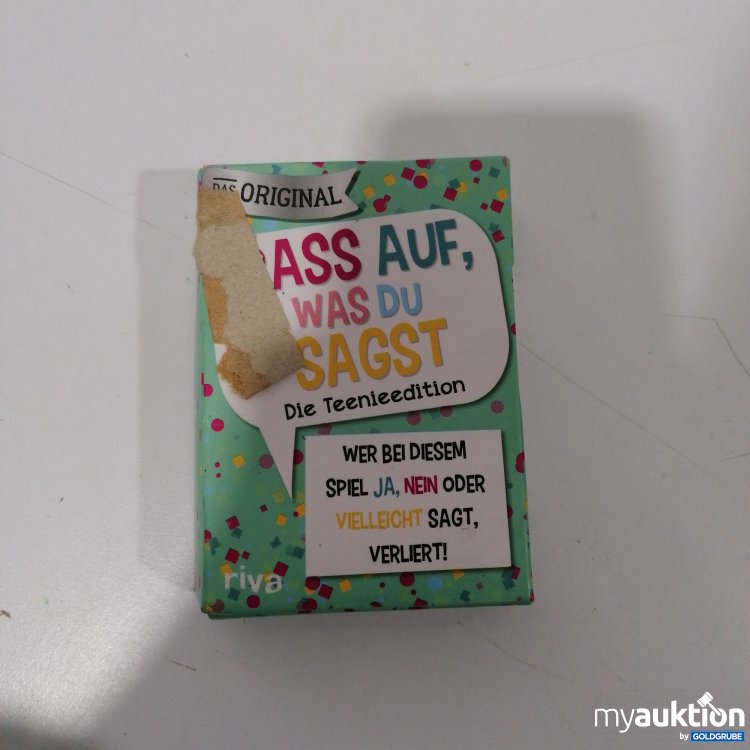 DAS ORIGINAL
ASS AUF,
WAS DU
SAGST
Die Teenieedition
WER BEI DIESEM
SPIEL JA, NEIN ODER
VIELLEICHT SAGT,
VERLIERT!
riva
myauktion
by GOLDGRUBE